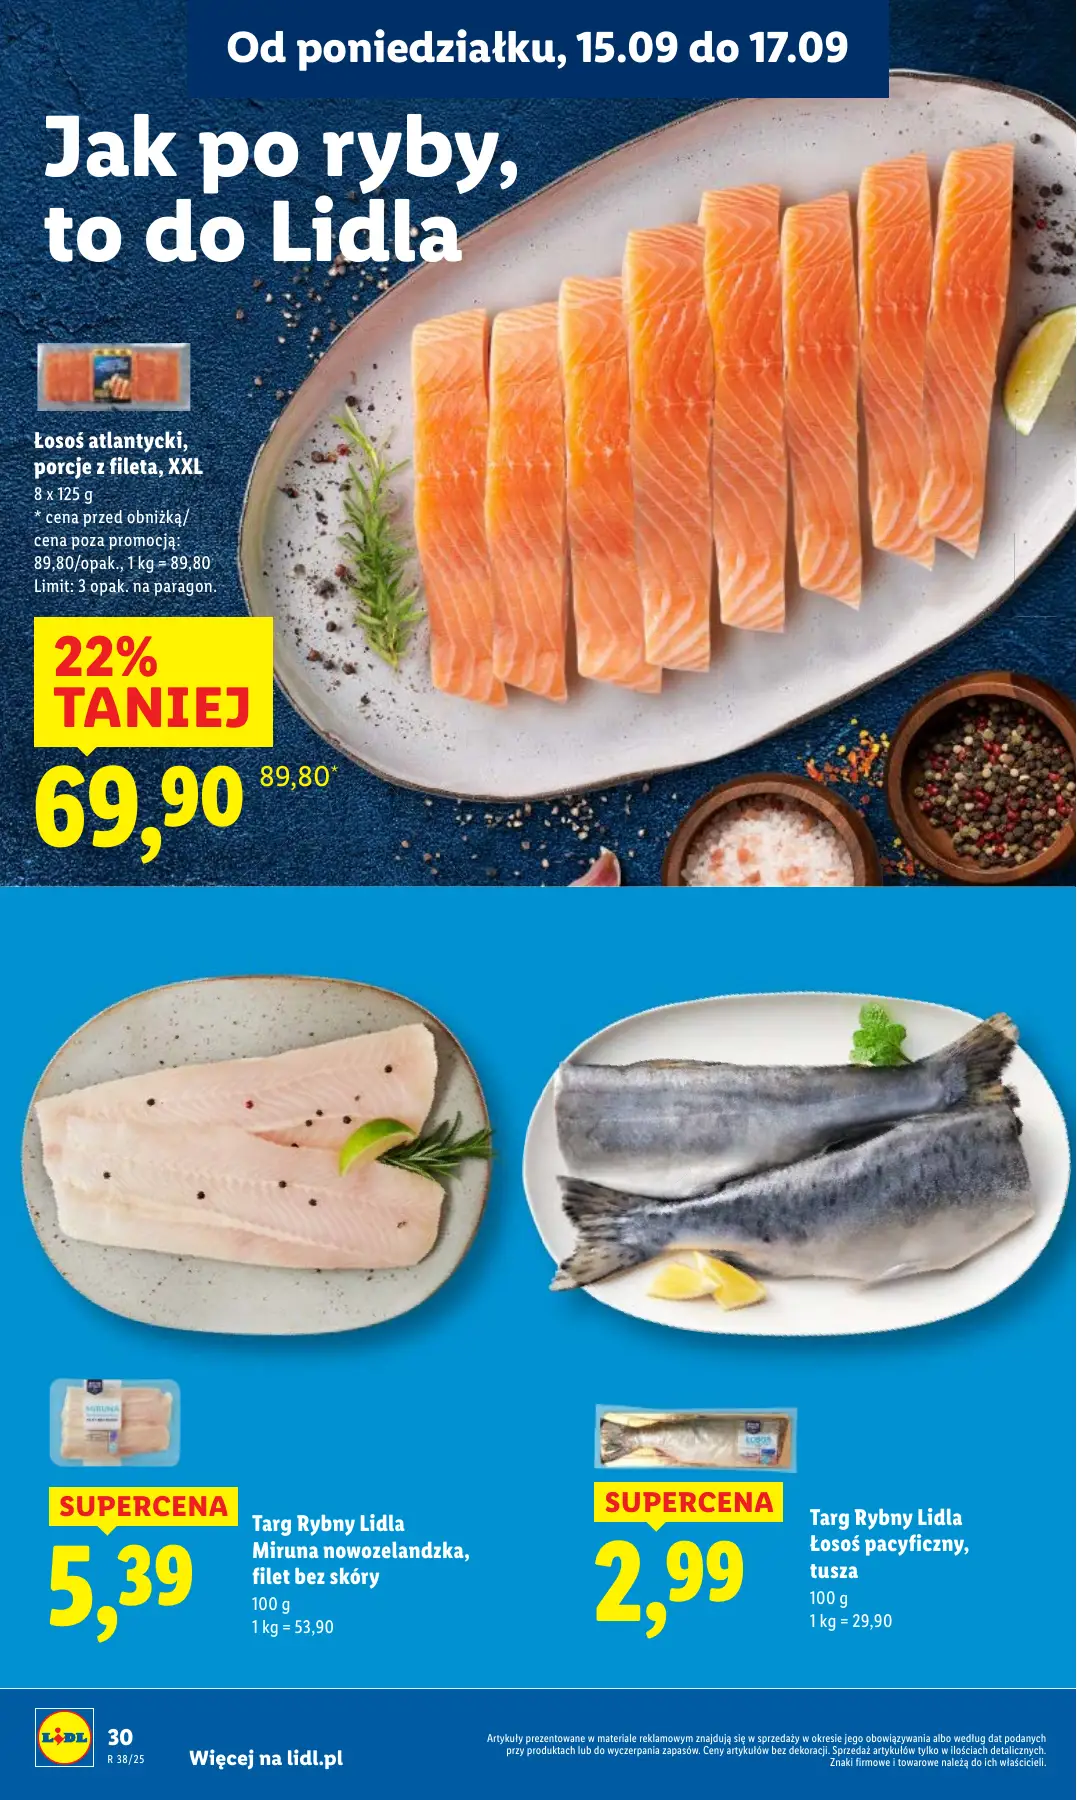 Od poniedziałku, 15.09 do 17.09
Jak po ryby,
to do Lidla
Łosoś atlantycki,
porcje z fileta, XXL
8 x 125 g
* cena przed obniżką/
cena poza promocją:
89,80/opak., 1 kg = 89,80
Limit: 3 opak. na paragon.
22%
TANIEJ
69,90
89,80*
MIRUNA
ŁOSOŚ
SUPERCENA
5,39
Targ Rybny Lidla
Miruna nowozelandzka,
filet bez skóry
100 g
1 kg = 53,90
SUPERCENA
2,99
Targ Rybny Lidla
Łosoś pacyficzny,
tusza
100 g
1 kg = 29,90
LIDL
30
R 38/25
Więcej na lidl.pl
Artykuły prezentowane w materiale reklamowym znajdują się w sprzedaży w okresie jego obowiązywania albo według dat podanych
przy produktach lub do wyczerpania zapasów. Ceny artykułów bez dekoracji. Sprzedaż artykułów tylko w ilościach detalicznych.
Znaki firmowe i towarowe należą do ich właścicieli.